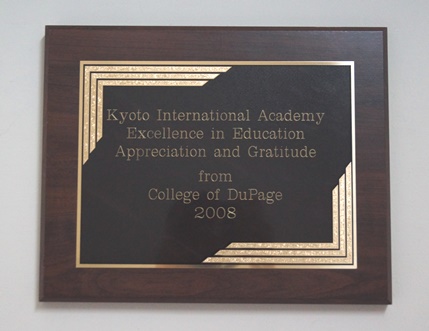 Kyoto International Academy
Excellence in Education
Appreciation and Gratitude
from
College of DuPage
2008